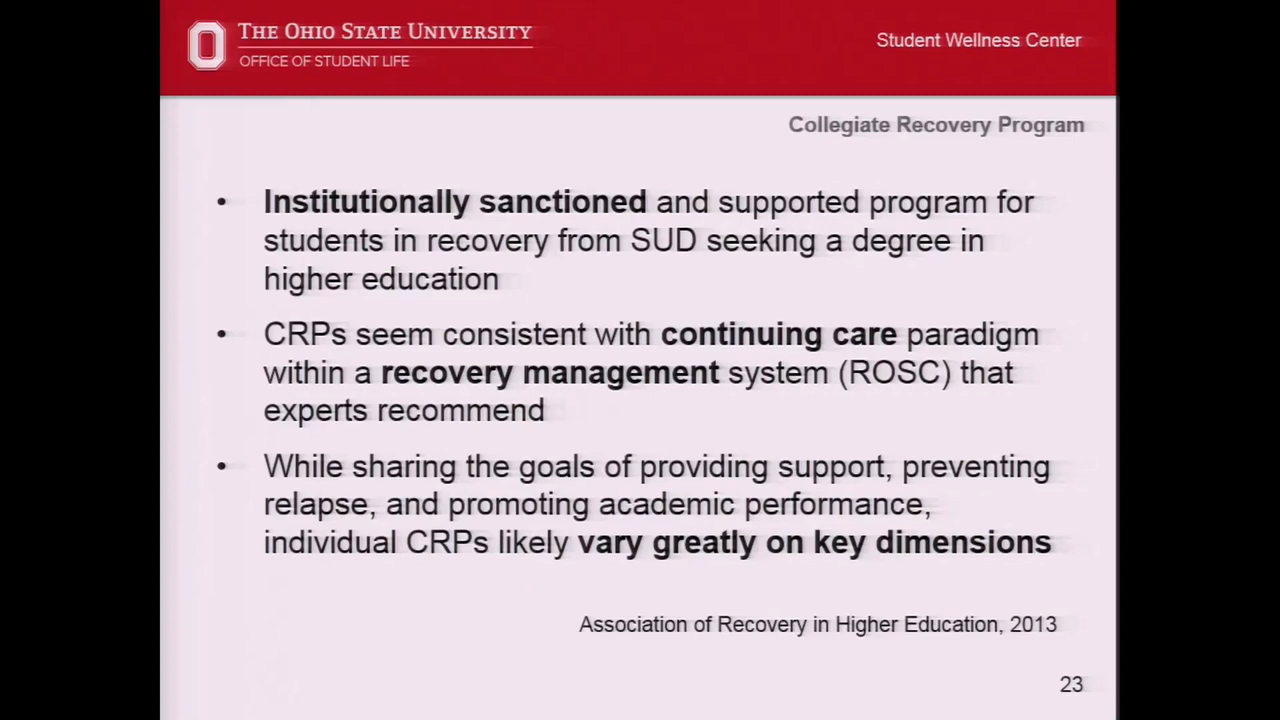 THE OHIO STATE UNIVERSITY
OFFICE OF STUDENT LIFE
Student Wellness Center
Collegiate Recovery Program
• Institutionally sanctioned and supported program for
students in recovery from SUD seeking a degree in
higher education
• CRPs seem consistent with continuing care paradigm
within a recovery management system (ROSC) that
experts recommend
• While sharing the goals of providing support, preventing
relapse, and promoting academic performance,
individual CRPs likely vary greatly on key dimensions
Association of Recovery in Higher Education, 2013
23